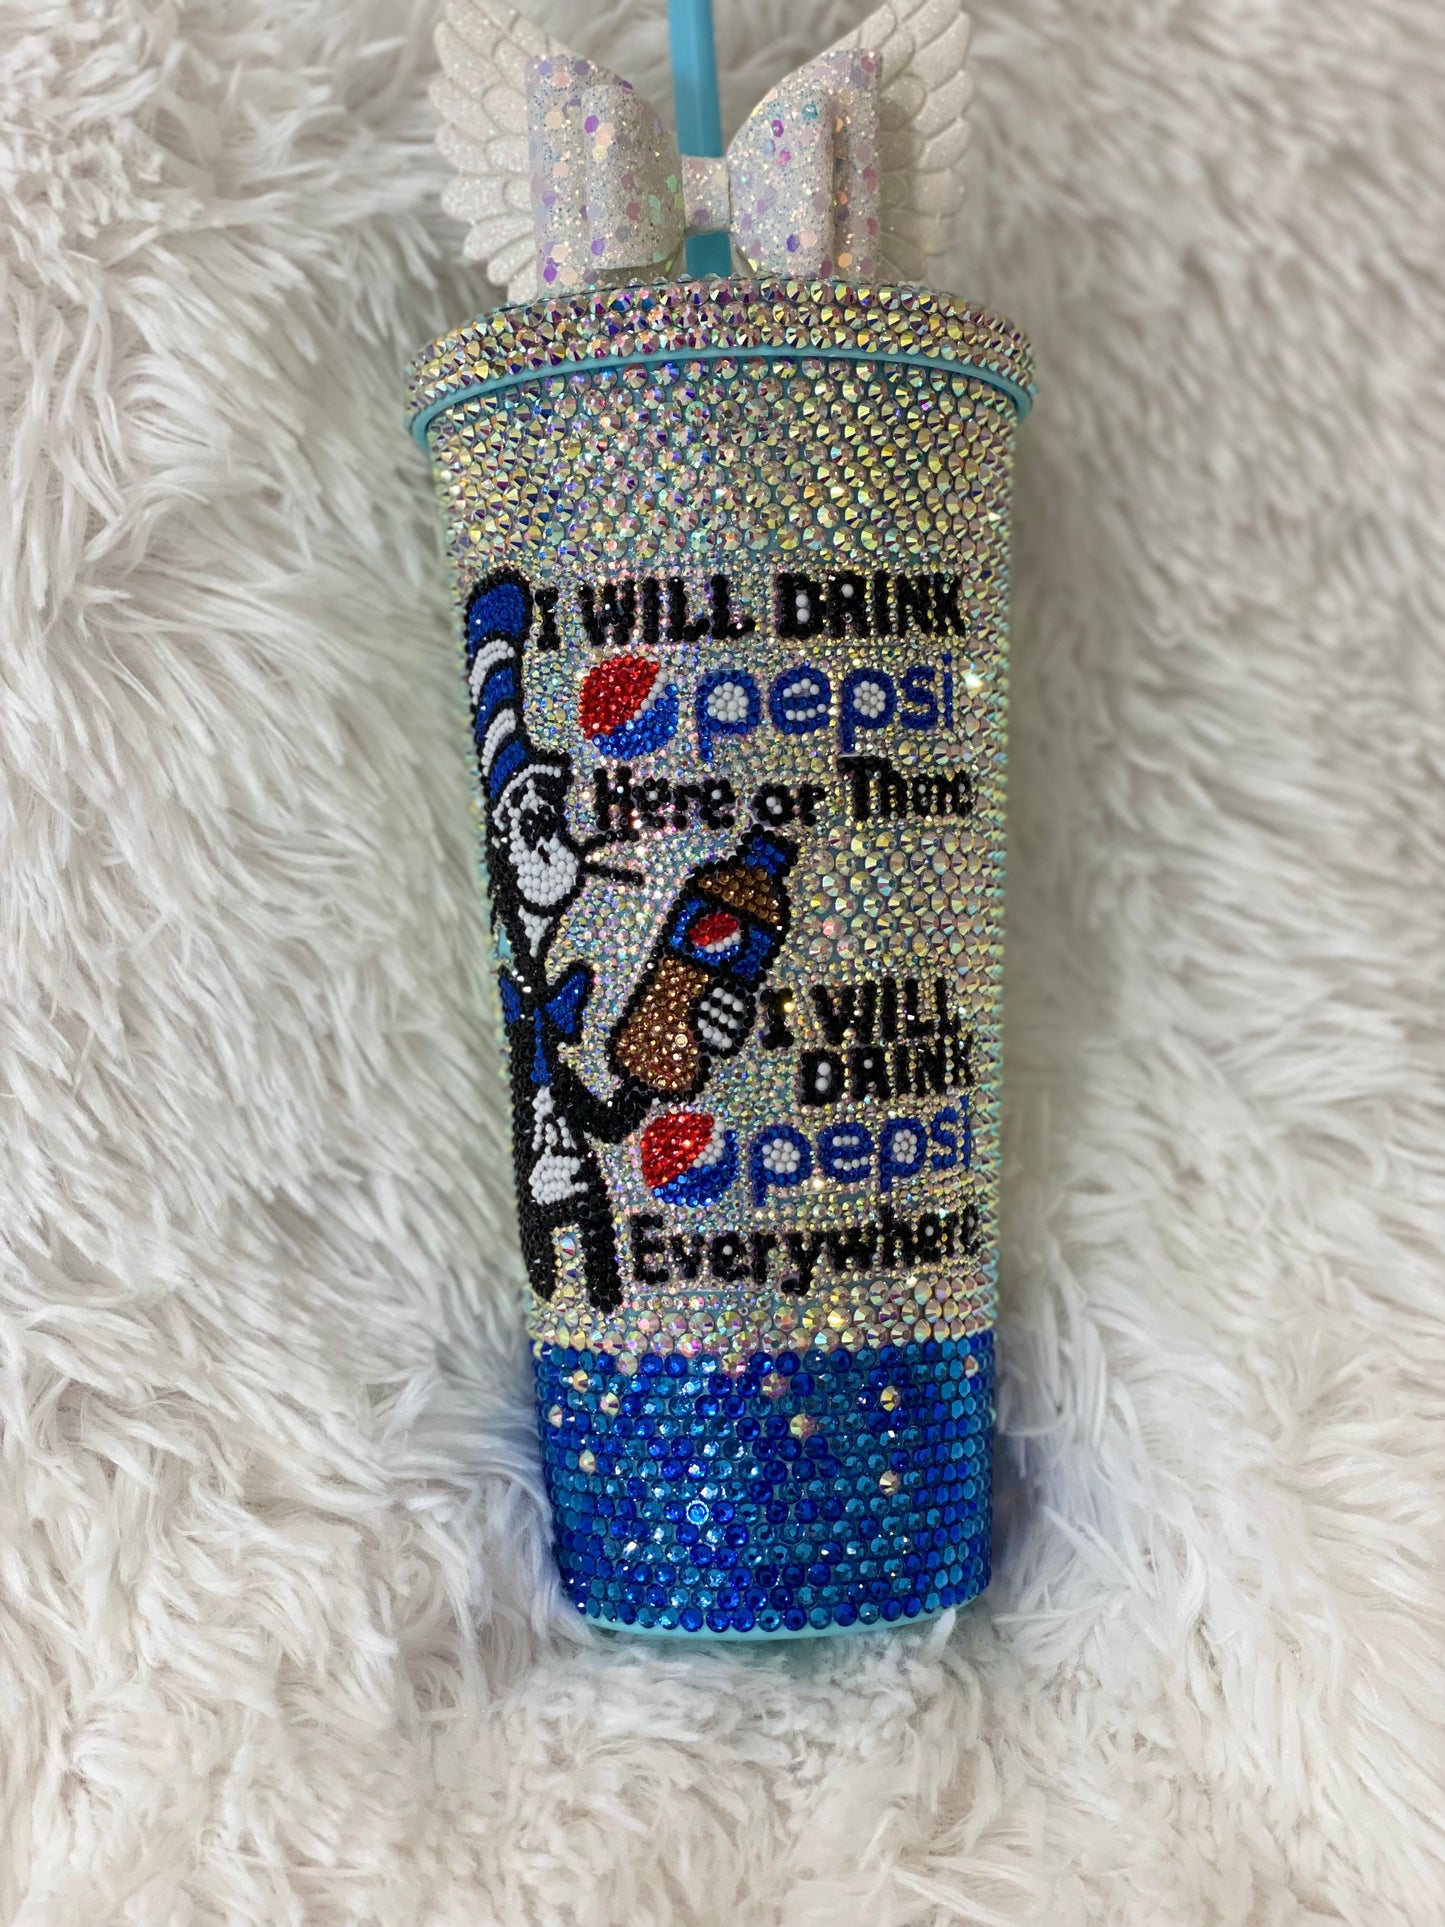 I WILL DRINK
pepsi
Here or There
I WILL
DRINK
pepsi
Everywhere